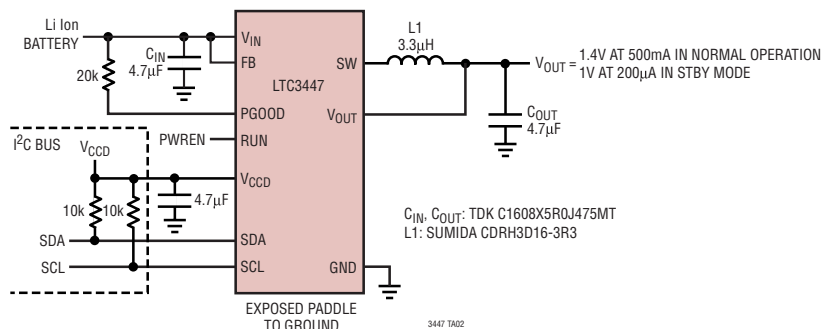 Li Ion
BATTERY
C_IN
4.7µF
20k
V_IN
FB
LTC3447
PGOOD
PWREN
RUN
SW
L1
3.3µH
V_OUT
V_OUT = 1.4V AT 500mA IN NORMAL OPERATION
1V AT 200µA IN STBY MODE
C_OUT
4.7µF
I²C BUS
V_CCD
V_CCD
4.7µF
10k
10k
SDA
SDA
SCL
SCL
GND
C_IN, C_OUT: TDK C1608X5R0J475MT
L1: SUMIDA CDRH3D16-3R3
EXPOSED PADDLE
TO GROUND
3447 TA02